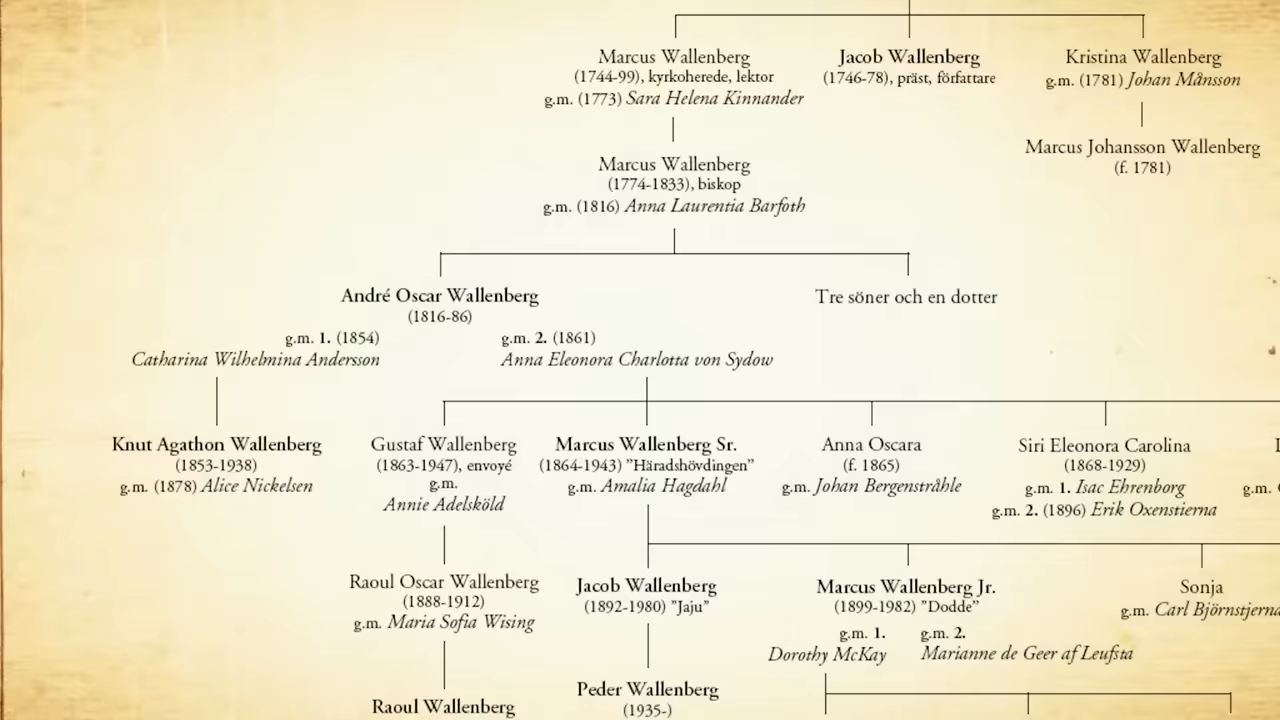 Marcus Wallenberg
(1744-99), kyrkoherede, lektor
g.m. (1773) Sara Helena Kinnander
Jacob Wallenberg
(1746-78), präst, författare
Kristina Wallenberg
g.m. (1781) Johan Månsson
Marcus Johansson Wallenberg
(f. 1781)
Marcus Wallenberg
(1774-1833), biskop
g.m. (1816) Anna Laurentia Barfoth
André Oscar Wallenberg
(1816-86)
g.m. 1. (1854)
Catharina Wilhelmina Andersson
g.m. 2. (1861)
Anna Eleonora Charlotta von Sydow
Tre söner och en dotter
Knut Agathon Wallenberg
(1853-1938)
g.m. (1878) Alice Nickelsen
Gustaf Wallenberg
(1863-1947), envoyé
g.m.
Annie Adelsköld
Marcus Wallenberg Sr.
(1864-1943) ”Häradshövdingen”
g.m. Amalia Hagdahl
Anna Oscara
(f. 1865)
g.m. Johan Bergenstråhle
Siri Eleonora Carolina
(1868-1929)
g.m. 1. Isac Ehrenborg
g.m. 2. (1896) Erik Oxenstierna
g.m.
Raoul Oscar Wallenberg
(1888-1912)
g.m. Maria Sofia Wising
Jacob Wallenberg
(1892-1980) ”Jaju”
Marcus Wallenberg Jr.
(1899-1982) ”Dodde”
g.m. 1.
Dorothy McKay
g.m. 2.
Marianne de Geer af Leufsta
Sonja
g.m. Carl Björnstjerna
Raoul Wallenberg
Peder Wallenberg
(1935-)